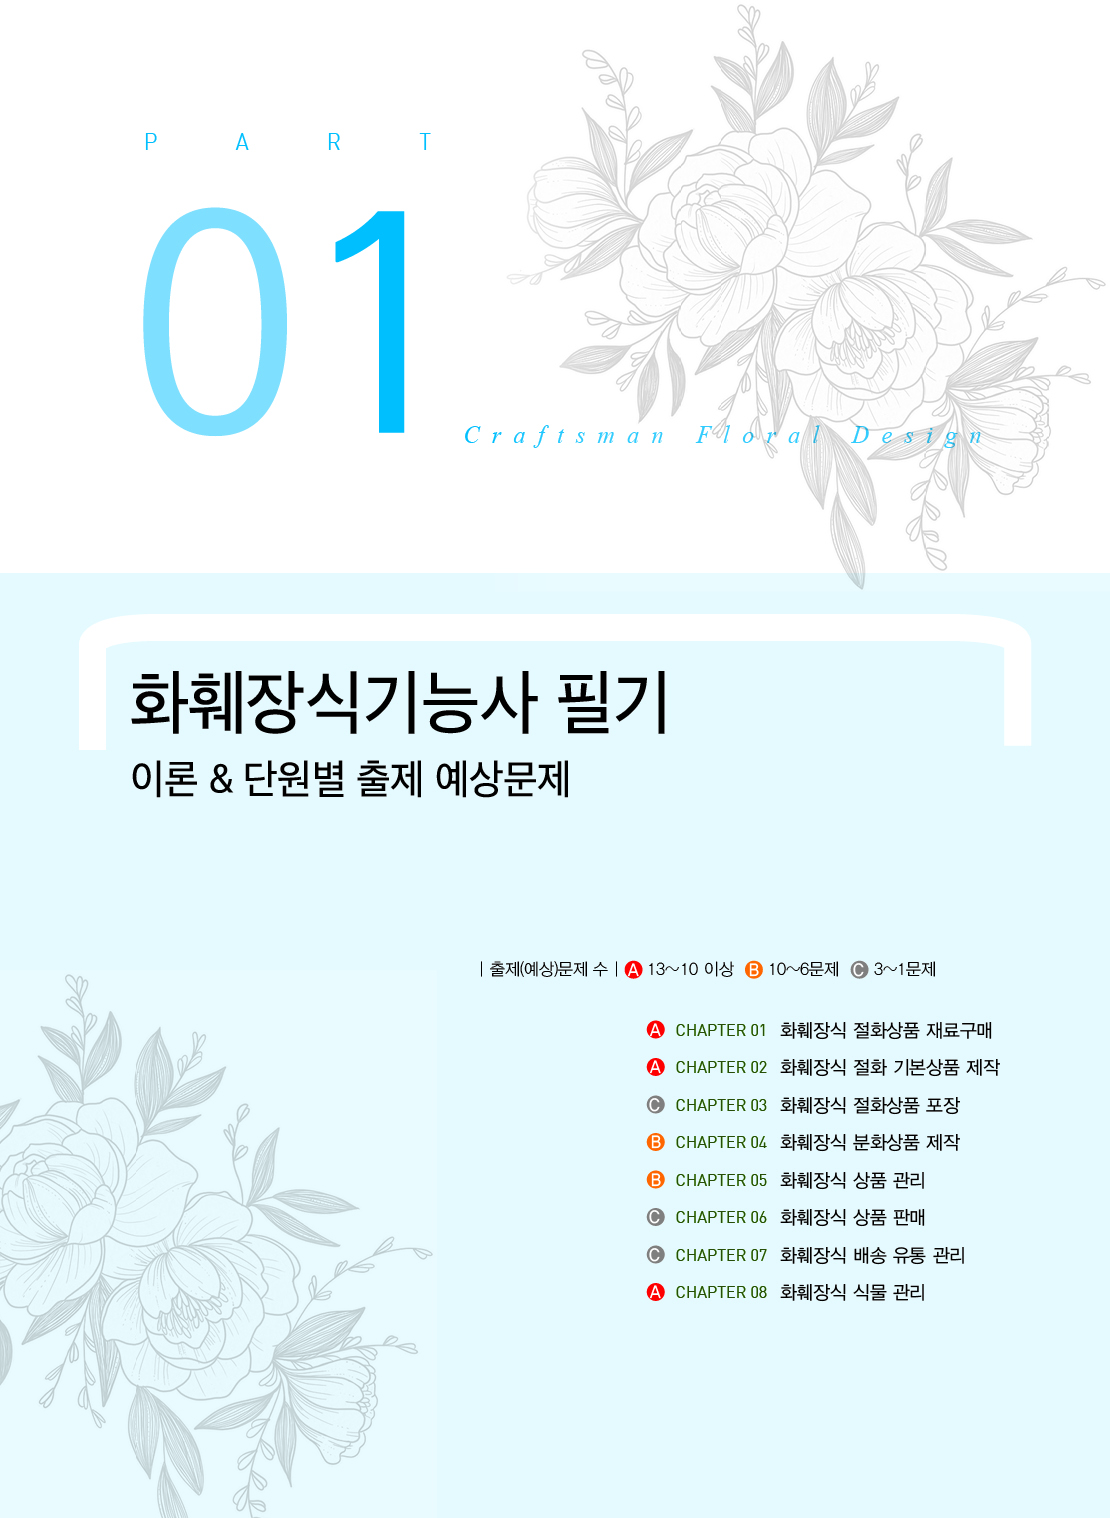 PART
01
Craftsman Floral Design
화훼장식기능사 필기
이론 & 단원별 출제 예상문제
| 출제(예상)문제 수 | A 13~10 이상 B 10~6문제 C 3~1문제
A CHAPTER 01 화훼장식 절화상품 재료구매
A CHAPTER 02 화훼장식 절화 기본상품 제작
C CHAPTER 03 화훼장식 절화상품 포장
B CHAPTER 04 화훼장식 분화상품 제작
B CHAPTER 05 화훼장식 상품 관리
C CHAPTER 06 화훼장식 상품 판매
C CHAPTER 07 화훼장식 배송 유통 관리
A CHAPTER 08 화훼장식 식물 관리